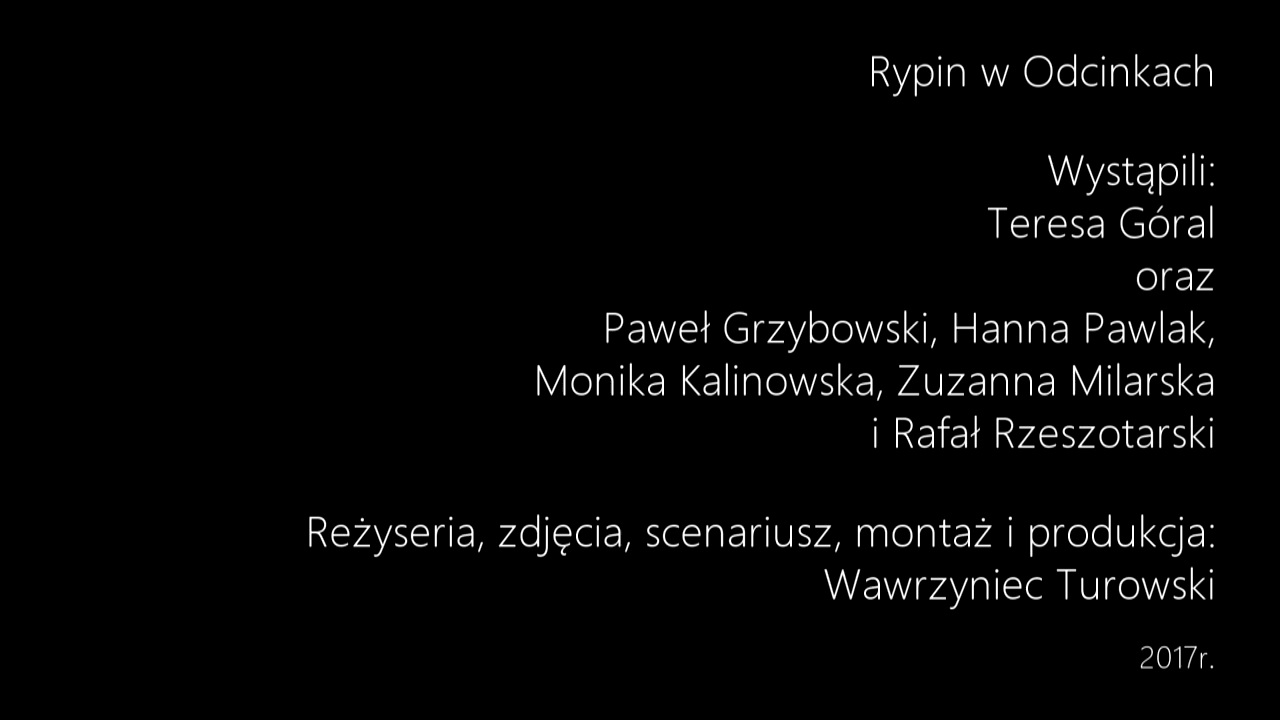 Rypin w Odcinkach
Wystąpili:
Teresa Góral
oraz
Paweł Grzybowski, Hanna Pawlak,
Monika Kalinowska, Zuzanna Milarska
i Rafał Rzeszotarski
Reżyseria, zdjęcia, scenariusz, montaż i produkcja:
Wawrzyniec Turowski
2017r.